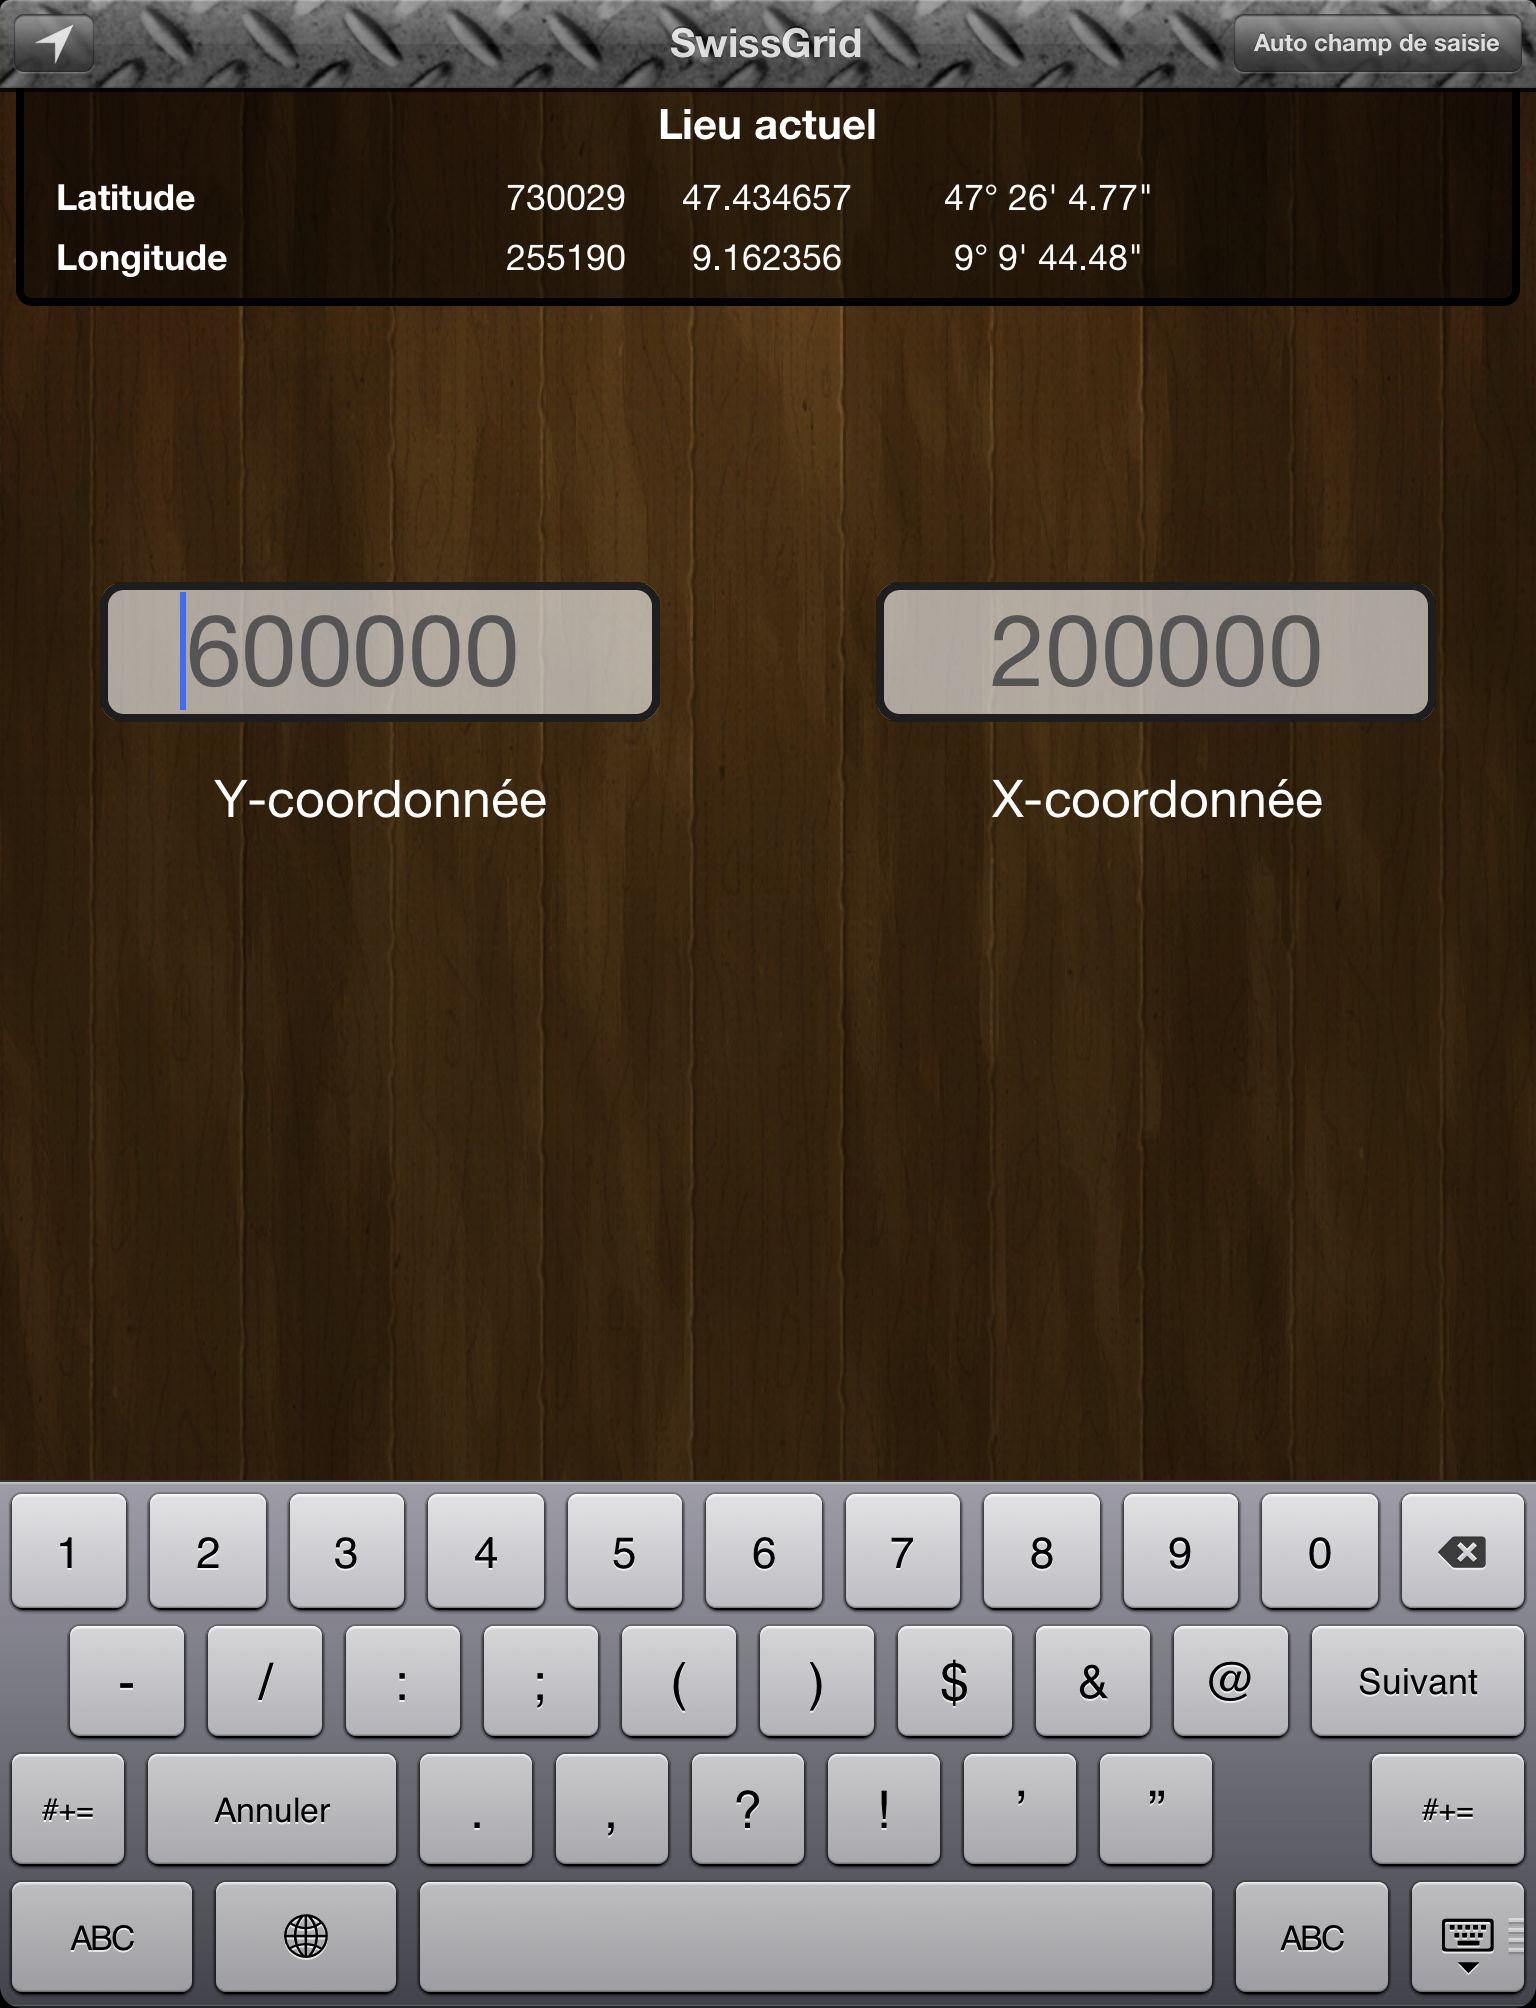 SwissGrid
Auto champ de saisie
Lieu actuel
Latitude 730029 47.434657 47° 26' 4.77"
Longitude 255190 9.162356 9° 9' 44.48"
600000 200000
Y-coordonnée X-coordonnée
1 2 3 4 5 6 7 8 9 0
- / : ; ( ) $ & @ Suivant
#+= Annuler . , ? ! ’ ” #+=
ABC ABC